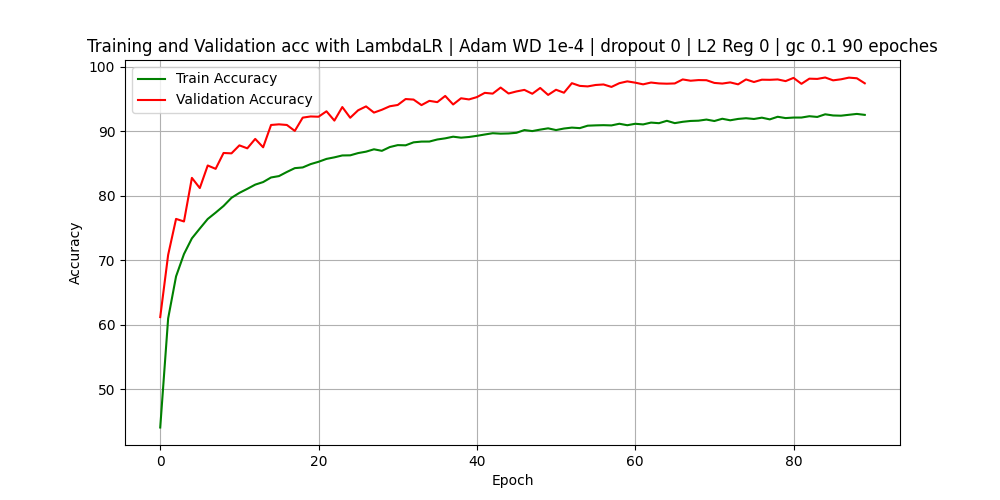 Training and Validation acc with LambdaLR | Adam WD 1e-4 | dropout 0 | L2 Reg 0 | gc 0.1 90 epoches
Train Accuracy
Validation Accuracy
100
90
80
70
60
50
Accuracy
0 20 40 60 80
Epoch